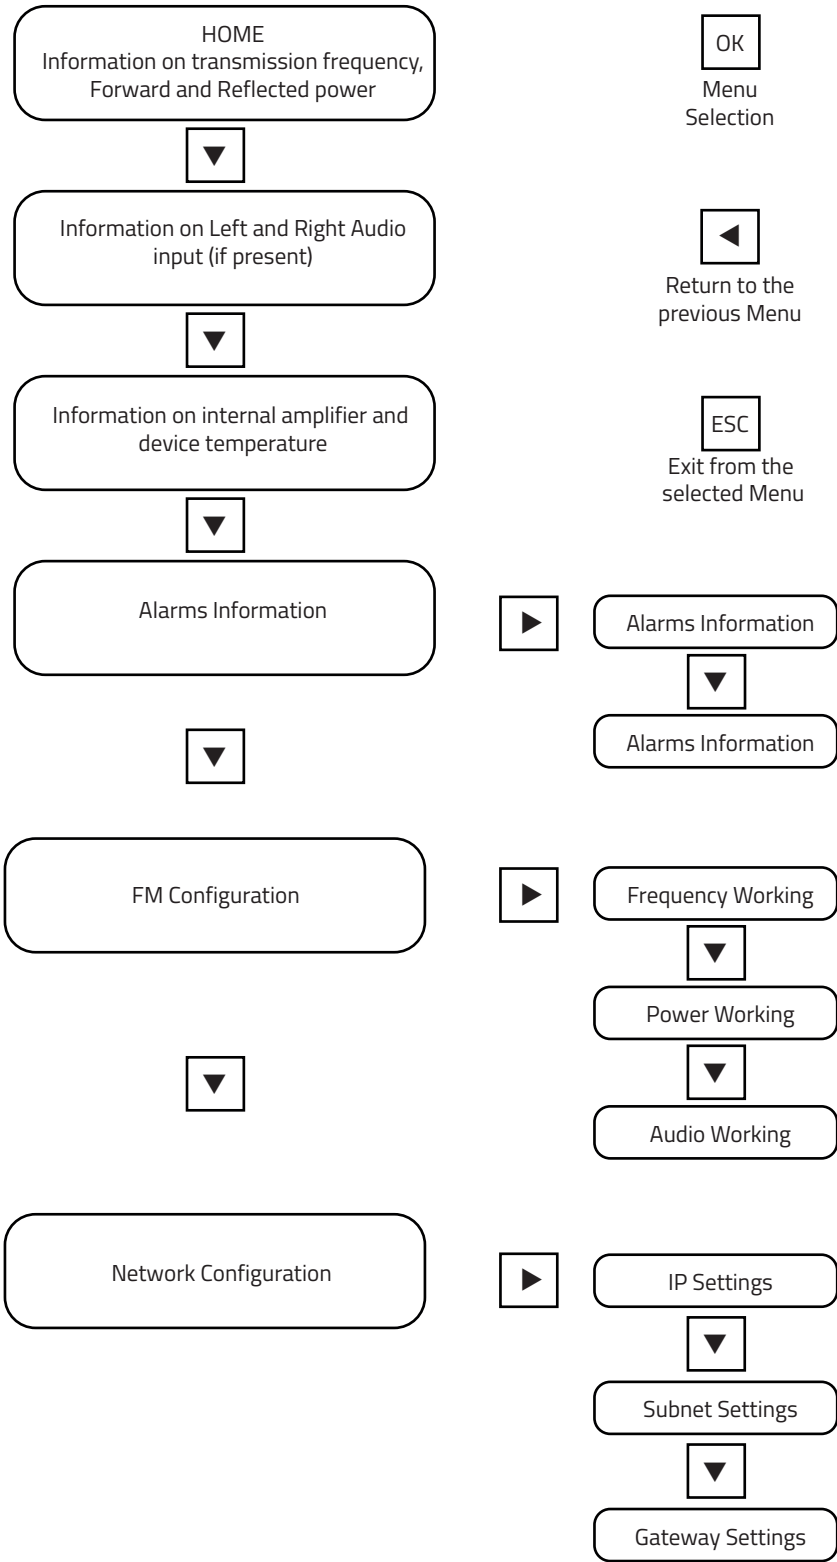 HOME
Information on transmission frequency,
Forward and Reflected power
OK
Menu
Selection
Information on Left and Right Audio
input (if present)
Return to the
previous Menu
Information on internal amplifier and
device temperature
ESC
Exit from the
selected Menu
Alarms Information
Alarms Information
Alarms Information
FM Configuration
Frequency Working
Power Working
Audio Working
Network Configuration
IP Settings
Subnet Settings
Gateway Settings